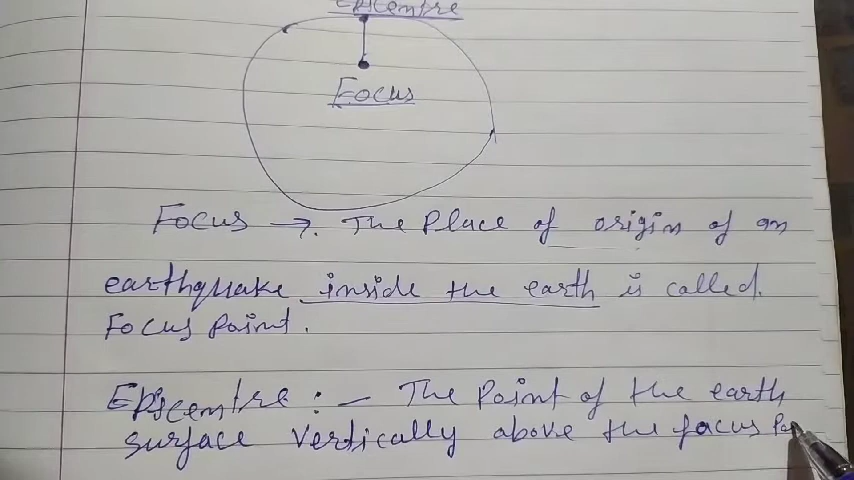 Epicentre
Focus
Focus →. The Place of origin of an
earthquake inside the earth is called.
Focus Point.
Epicentre : — The Point of the earth
surface vertically above the focus